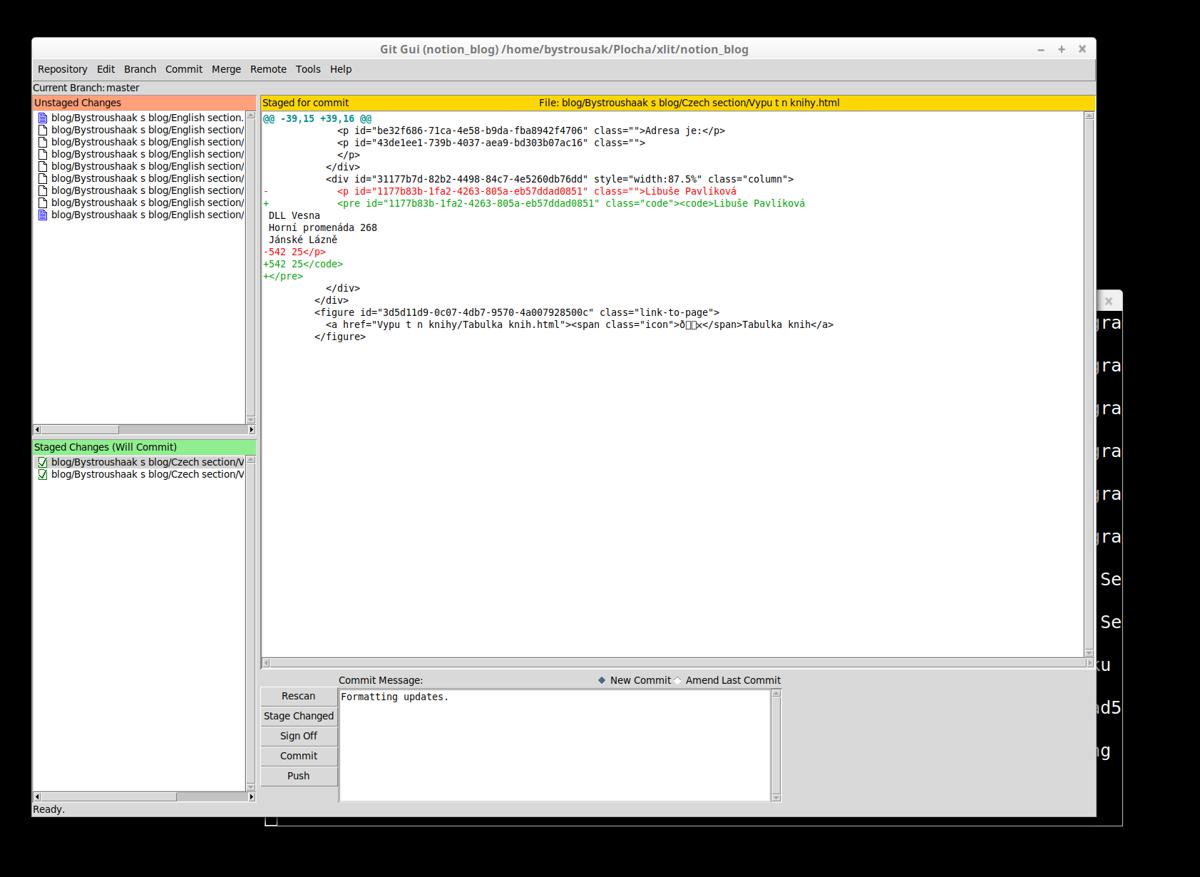 Git Gui (notion_blog) /home/bystrousak/Plocha/xlit/notion_blog
Repository Edit Branch Commit Merge Remote Tools Help
Current Branch: master
Unstaged Changes
blog/Bystroushaak s blog/English section.
blog/Bystroushaak s blog/English section/
blog/Bystroushaak s blog/English section/
blog/Bystroushaak s blog/English section/
blog/Bystroushaak s blog/English section/
blog/Bystroushaak s blog/English section/
blog/Bystroushaak s blog/English section/
blog/Bystroushaak s blog/English section/
blog/Bystroushaak s blog/English section/
Staged Changes (Will Commit)
blog/Bystroushaak s blog/Czech section/V
blog/Bystroushaak s blog/Czech section/V
Staged for commit File: blog/Bystroushaak s blog/Czech section/Vypu t n knihy.html
@@ -39,15 +39,16 @@
<p id="be32f686-71ca-4e58-b9da-fba8942f4706" class="">Adresa je:</p>
<p id="43de1ee1-739b-4037-aea9-bd303b07ac16" class="">
</p>
</div>
<div id="31177b7d-82b2-4498-84c7-4e5260db76dd" style="width:87.5%" class="column">
- <p id="1177b83b-1fa2-4263-805a-eb57ddad0851" class="">Libuše Pavlíková
+ <pre id="1177b83b-1fa2-4263-805a-eb57ddad0851" class="code"><code>Libuše Pavlíková
DLL Vesna
Horní promenáda 268
Jánské Lázně
-542 25</p>
+542 25</code>
+</pre>
</div>
</div>
<figure id="3d5d11d9-0c07-4db7-9570-4a007928500c" class="link-to-page">
<a href="Vypu t n knihy/Tabulka knih.html"><span class="icon">ð</span>Tabulka knih</a>
</figure>
Commit Message: New Commit Amend Last Commit
Rescan
Stage Changed
Sign Off
Commit
Push
Formatting updates.
Ready.
gra
gra
gra
gra
gra
gra
Se
Se
ku
ad5
ng